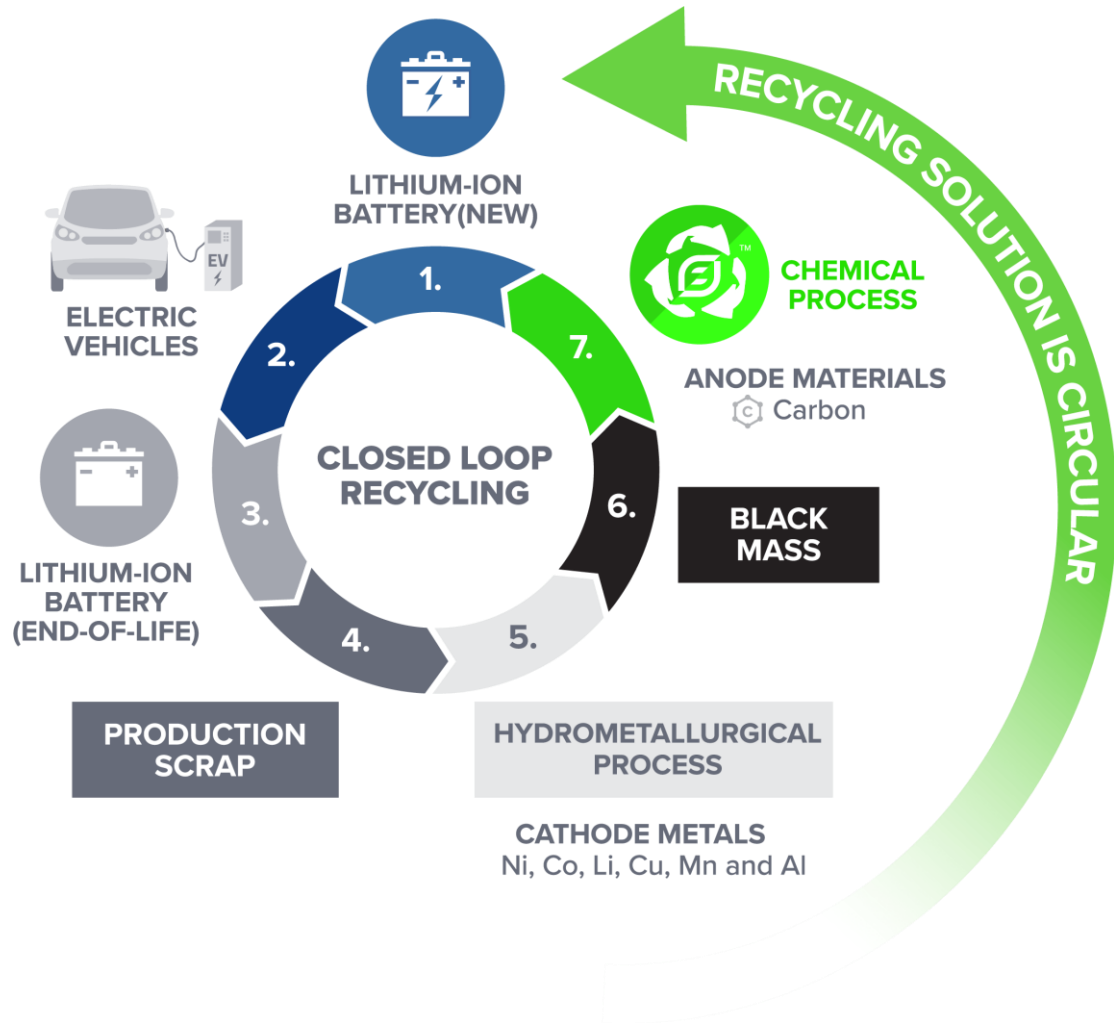 RECYCLING SOLUTION IS CIRCULAR
LITHIUM-ION
BATTERY(NEW)
1.
EV
ELECTRIC
VEHICLES
2.
LITHIUM-ION
BATTERY
(END-OF-LIFE)
3.
PRODUCTION
SCRAP
4.
HYDROMETALLURGICAL
PROCESS
5.
CATHODE METALS
Ni, Co, Li, Cu, Mn and Al
BLACK
MASS
6.
TM
CHEMICAL
PROCESS
7.
ANODE MATERIALS
C Carbon
CLOSED LOOP
RECYCLING